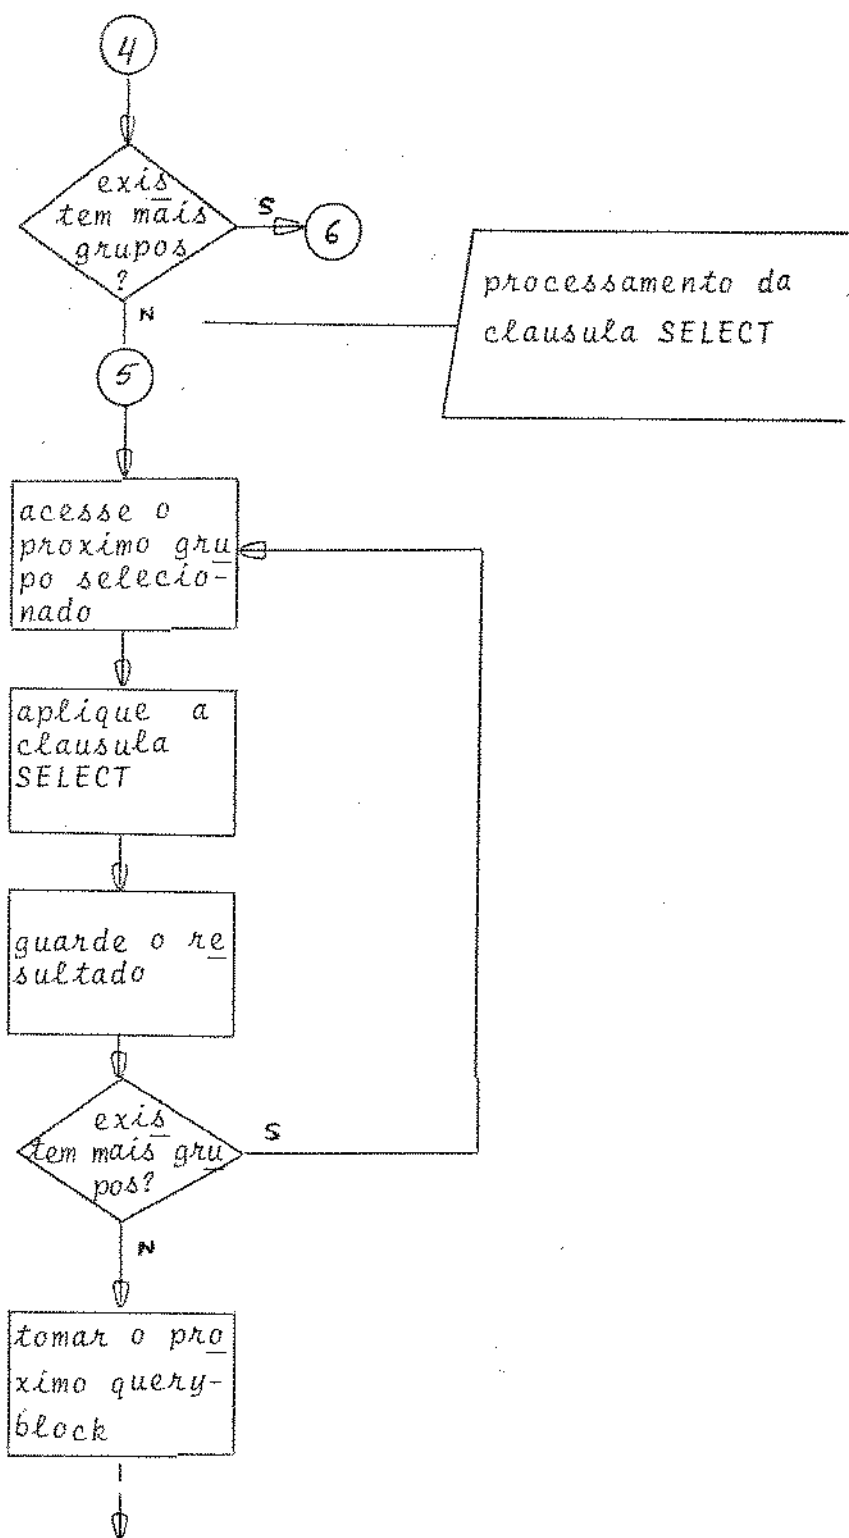 4
exis
tem mais
grupos
?
S
6
N
processamento da
clausula SELECT
5
acesse o
proximo gru
po selecio-
nado
aplique a
clausula
SELECT
guarde o re
sultado
exis
tem mais gru
pos?
S
N
tomar o pro
ximo query-
block